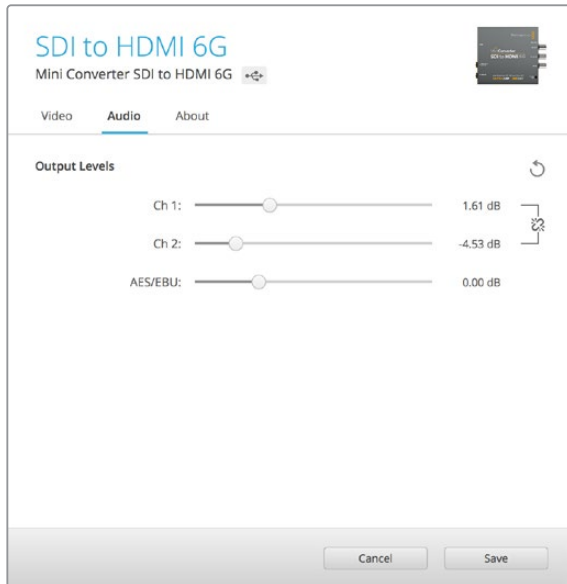 SDI to HDMI 6G
Mini Converter SDI to HDMI 6G
Video Audio About
Output Levels
Ch 1: 1.61 dB
Ch 2: -4.53 dB
AES/EBU: 0.00 dB
Cancel Save